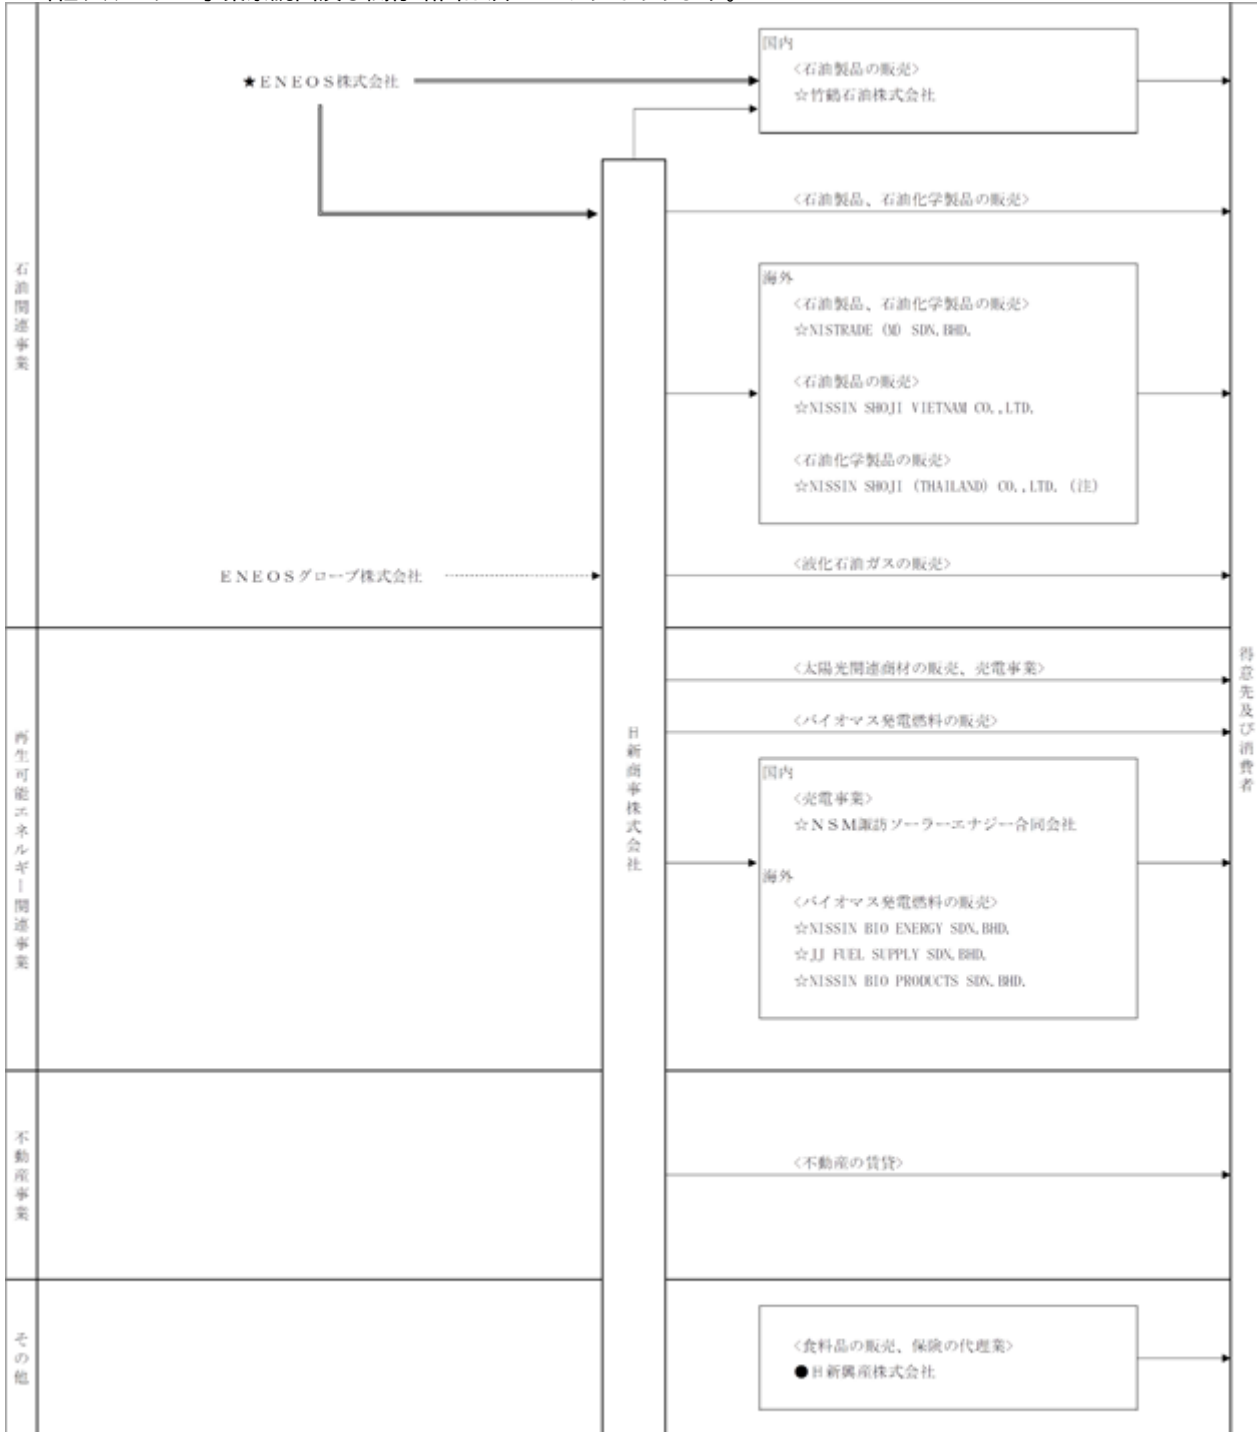 国内
<石油製品の販売>
★ＥＮＥＯＳ株式会社
☆竹鶴石油株式会社
<石油製品、石油化学製品の販売>
石油関連事業
海外
<石油製品、石油化学製品の販売>
☆NISTRADE (M) SDN.BHD.
<石油製品の販売>
☆NISSIN SHOJI VIETNAM CO.,LTD.
<石油化学製品の販売>
☆NISSIN SHOJI (THAILAND) CO.,LTD. (注)
ＥＮＥＯＳグローブ株式会社
<液化石油ガスの販売>
再生可能エネルギー関連事業
日新商事株式会社
得意先及び消費者
<太陽光関連商材の販売、売電事業>
<バイオマス発電燃料の販売>
国内
<売電事業>
☆ＮＳＭ諏訪ソーラーエナジー合同会社
海外
<バイオマス発電燃料の販売>
☆NISSIN BIO ENERGY SDN.BHD.
☆JJ FUEL SUPPLY SDN.BHD.
☆NISSIN BIO PRODUCTS SDN.BHD.
不動産事業
<不動産の賃貸>
その他
<食料品の販売、保険の代理業>
●日新興産株式会社